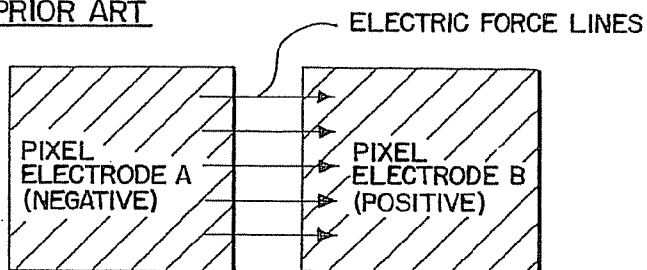 PRIOR ART
ELECTRIC FORCE LINES
PIXEL
ELECTRODE A
(NEGATIVE)
PIXEL
ELECTRODE B
(POSITIVE)